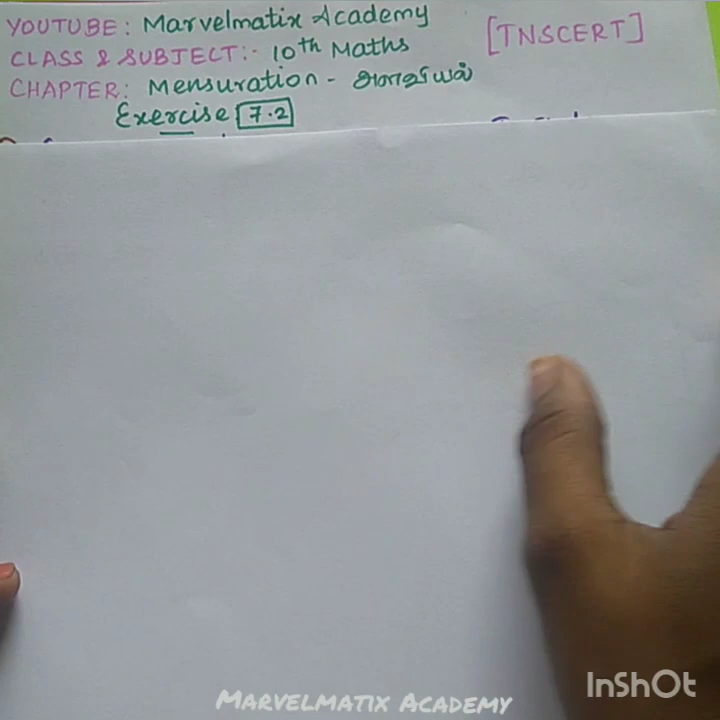 YOUTUBE: Marvelmatix Academy
CLASS & SUBJECT:- 10th Maths [TNSCERT]
CHAPTER: Mensuration - அளவியல்
Exercise 7.2
MARVELMATIX ACADEMY
InShOt